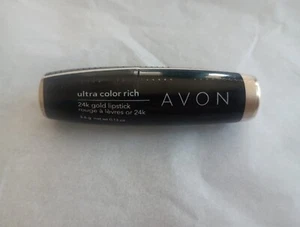 ultra color rich
24k gold lipstick
rouge à lèvres or 24k
AVON